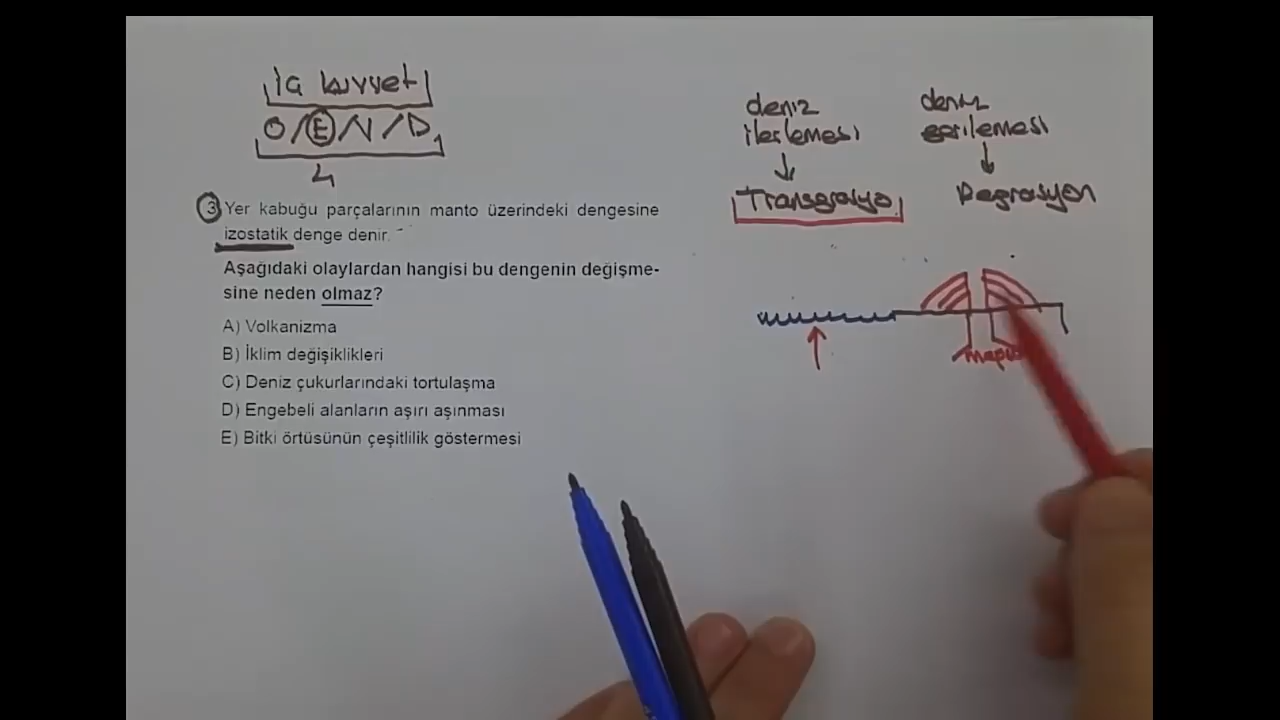 İç kuvvet
O/E/V/D
4
3 Yer kabuğu parçalarının manto üzerindeki dengesine
izostatik denge denir.
Aşağıdaki olaylardan hangisi bu dengenin değişme-
sine neden olmaz?
A) Volkanizma
B) İklim değişiklikleri
C) Deniz çukurlarındaki tortulaşma
D) Engebeli alanların aşırı aşınması
E) Bitki örtüsünün çeşitlilik göstermesi
deniz
ilerlemesi
Transgrasyo
deniz
gerilemesi
Regrasyon